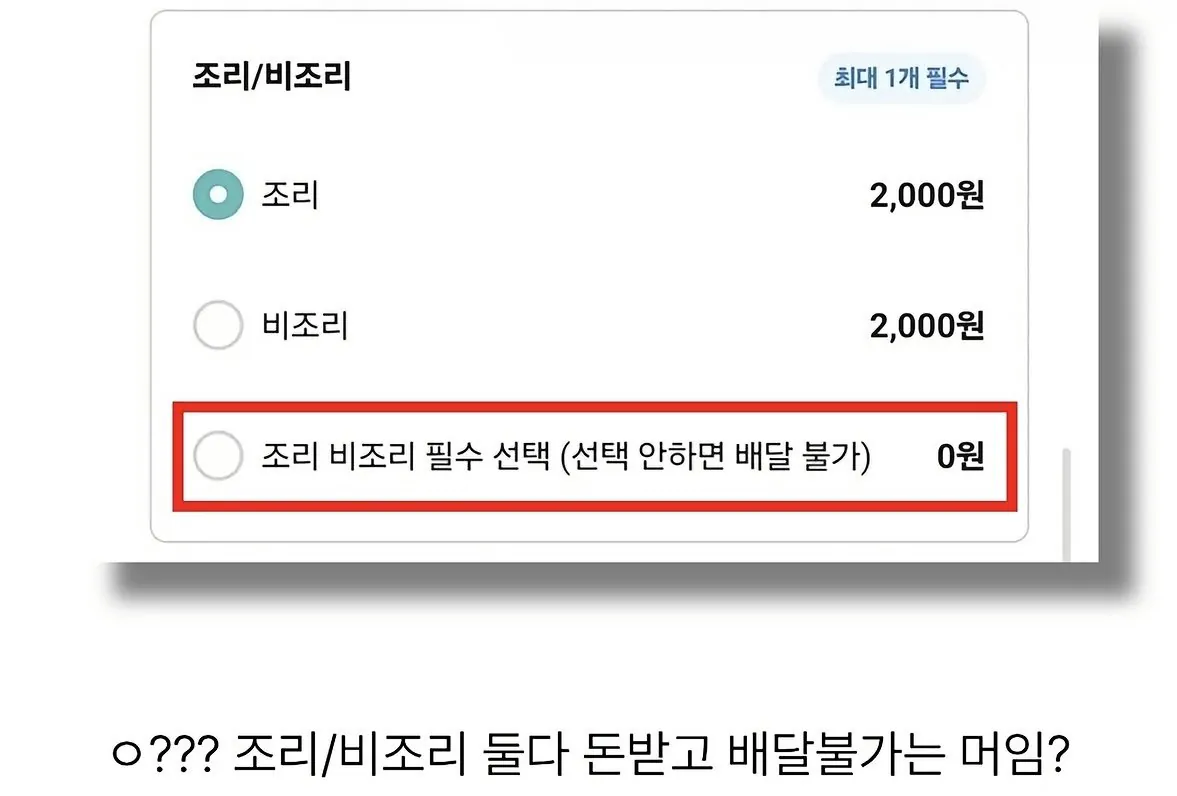 조리/비조리 최대 1개 필수
조리 2,000원
비조리 2,000원
조리 비조리 필수 선택 (선택 안하면 배달 불가) 0원
ㅇ??? 조리/비조리 둘다 돈받고 배달불가는 머임?